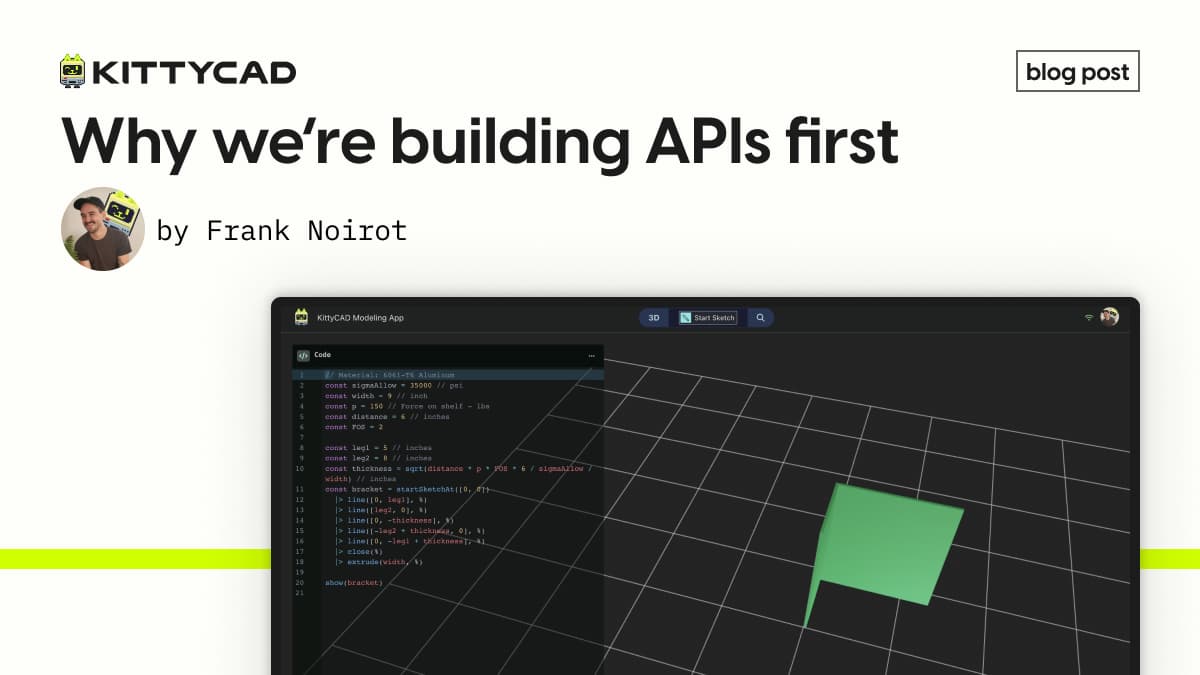 KITTYCAD
blog post
Why we‘re building APIs first
by Frank Noirot
KittyCAD Modeling App
3D
Start Sketch
Code
1 // Material: 6061-T6 Aluminum
2 const sigmaAllow = 35000 // psi
3 const width = 9 // inch
4 const p = 150 // Force on shelf - lbs
5 const distance = 6 // inches
6 const FOS = 2
7
8 const leg1 = 5 // inches
9 const leg2 = 8 // inches
10 const thickness = sqrt(distance * p * FOS * 6 / sigmaAllow /
width) // inches
11 const bracket = startSketchAt([0, 0])
12 |> line([0, leg1], %)
13 |> line([leg2, 0], %)
14 |> line([0, -thickness], %)
15 |> line([-leg2 + thickness, 0], %)
16 |> line([0, -leg1 + thickness], %)
17 |> close(%)
18 |> extrude(width, %)
19
20 show(bracket)
21